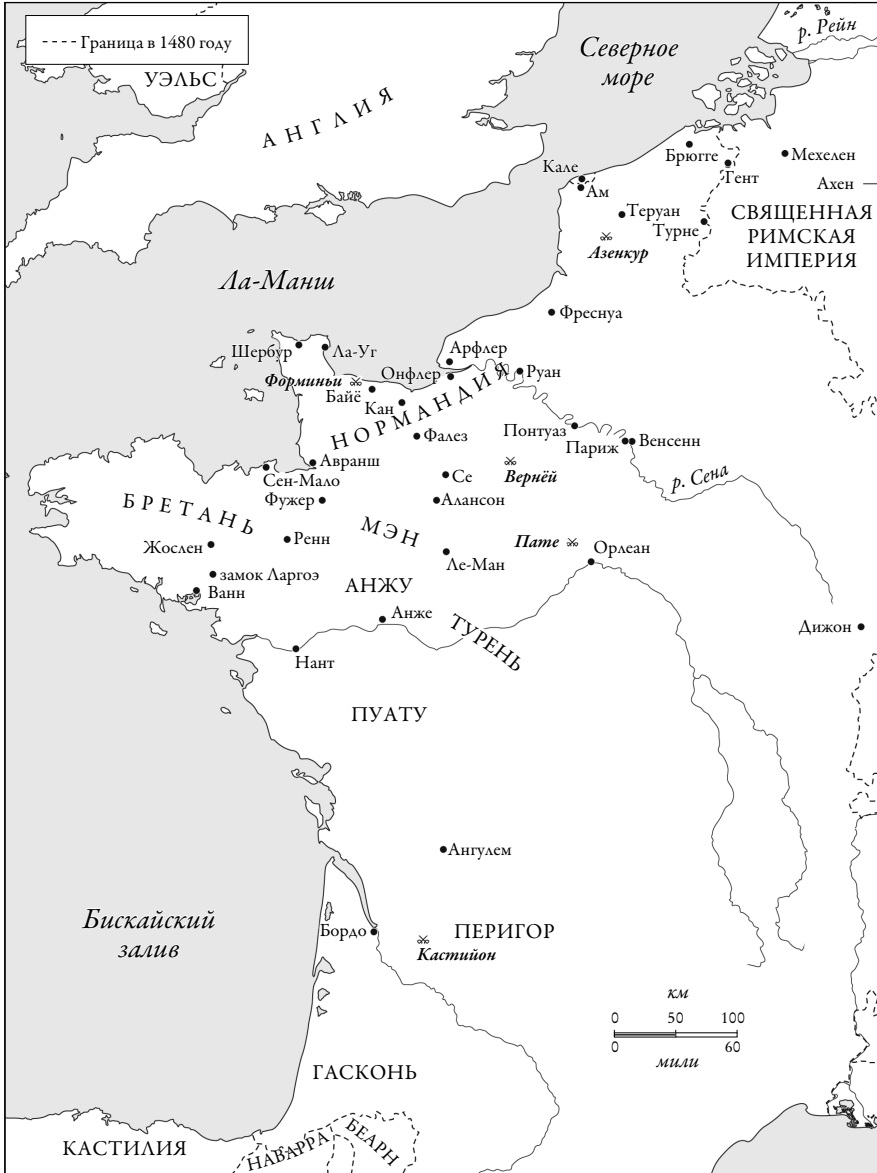 ---- Граница в 1480 году
УЭЛЬС
АНГЛИЯ
Северное
море
р. Рейн
Брюгге
Мехелен
Кале
Гент
Ам
Ахен
Теруан
Турне
СВЯЩЕННАЯ
РИМСКАЯ
ИМПЕРИЯ
Азенкур
Ла-Манш
Фреснуа
Шербур
Ла-Уг
Арфлер
Онфлер
Руан
Форминьи
Байё
Кан
НОРМАНДИЯ
Фалез
Понтуаз
Париж
Венсенн
Авранш
Сен-Мало
Се
Вернёй
р. Сена
Фужер
Алансон
БРЕТАНЬ
МЭН
Ренн
Жослен
Пате
Орлеан
Ле-Ман
замок Ларгоэ
Ванн
АНЖУ
Анже
ТУРЕНЬ
Дижон
Нант
ПУАТУ
Ангулем
Бискайский
залив
Бордо
ПЕРИГОР
Кастийон
км
0 50 100
0 60
мили
ГАСКОНЬ
КАСТИЛИЯ
НАВАРРА
БЕАРН